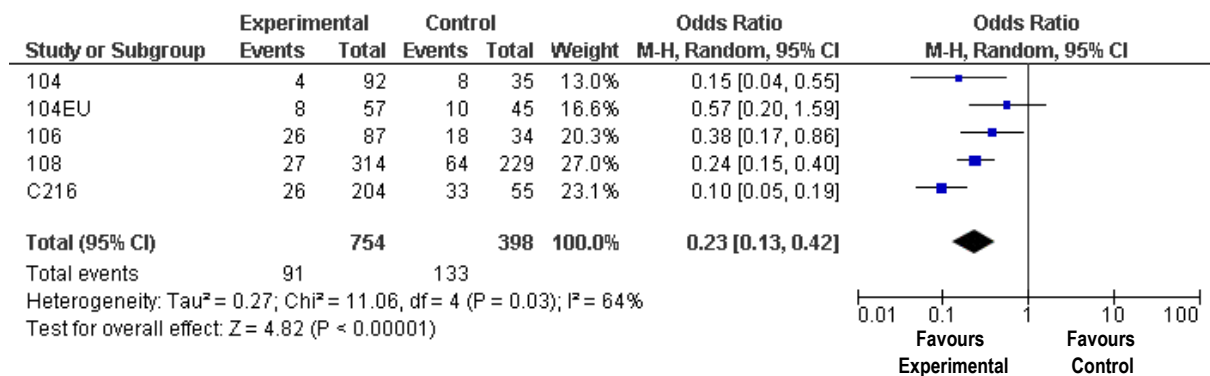 Experimental Control Odds Ratio Odds Ratio
Study or Subgroup Events Total Events Total Weight M-H, Random, 95% CI M-H, Random, 95% CI
104 4 92 8 35 13.0% 0.15 [0.04, 0.55]
104EU 8 57 10 45 16.6% 0.57 [0.20, 1.59]
106 26 87 18 34 20.3% 0.38 [0.17, 0.86]
108 27 314 64 229 27.0% 0.24 [0.15, 0.40]
C216 26 204 33 55 23.1% 0.10 [0.05, 0.19]
Total (95% CI) 754 398 100.0% 0.23 [0.13, 0.42]
Total events 91 133
Heterogeneity: Tau² = 0.27; Chi² = 11.06, df = 4 (P = 0.03); I² = 64%
Test for overall effect: Z = 4.82 (P < 0.00001)
0.01 0.1 1 10 100
Favours Favours
Experimental Control